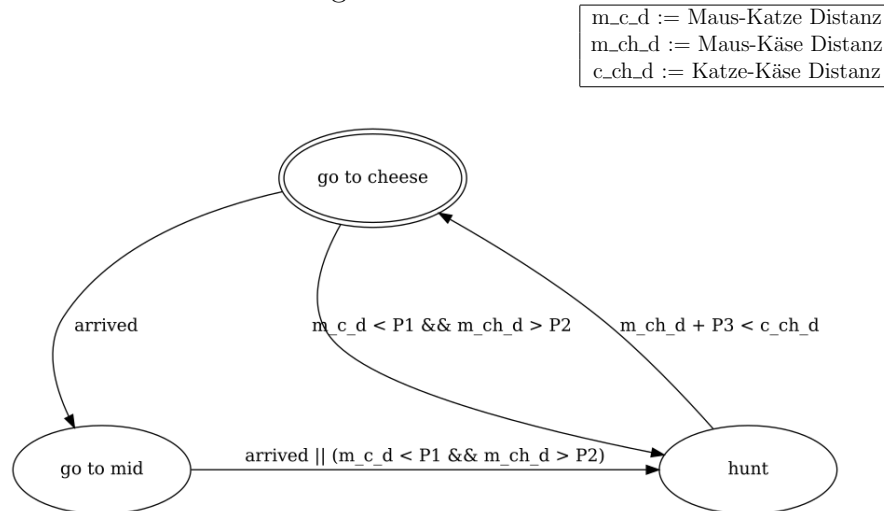 m_c_d := Maus-Katze Distanz
m_ch_d := Maus-Käse Distanz
c_ch_d := Katze-Käse Distanz
go to cheese
arrived
m_c_d < P1 && m_ch_d > P2
m_ch_d + P3 < c_ch_d
arrived || (m_c_d < P1 && m_ch_d > P2)
go to mid
hunt